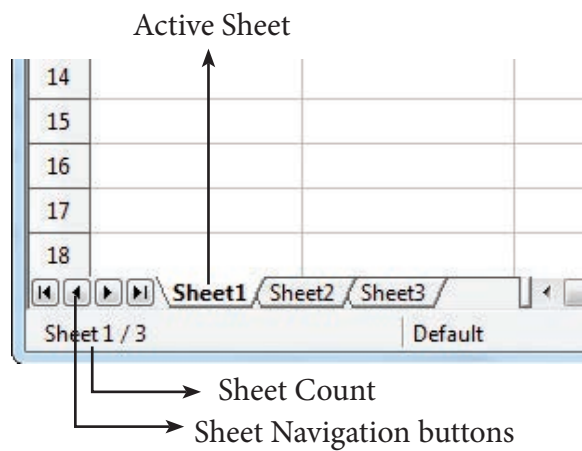 Active Sheet
14
15
16
17
18
Sheet1 Sheet2 Sheet3
Sheet 1 / 3 Default
Sheet Count
Sheet Navigation buttons